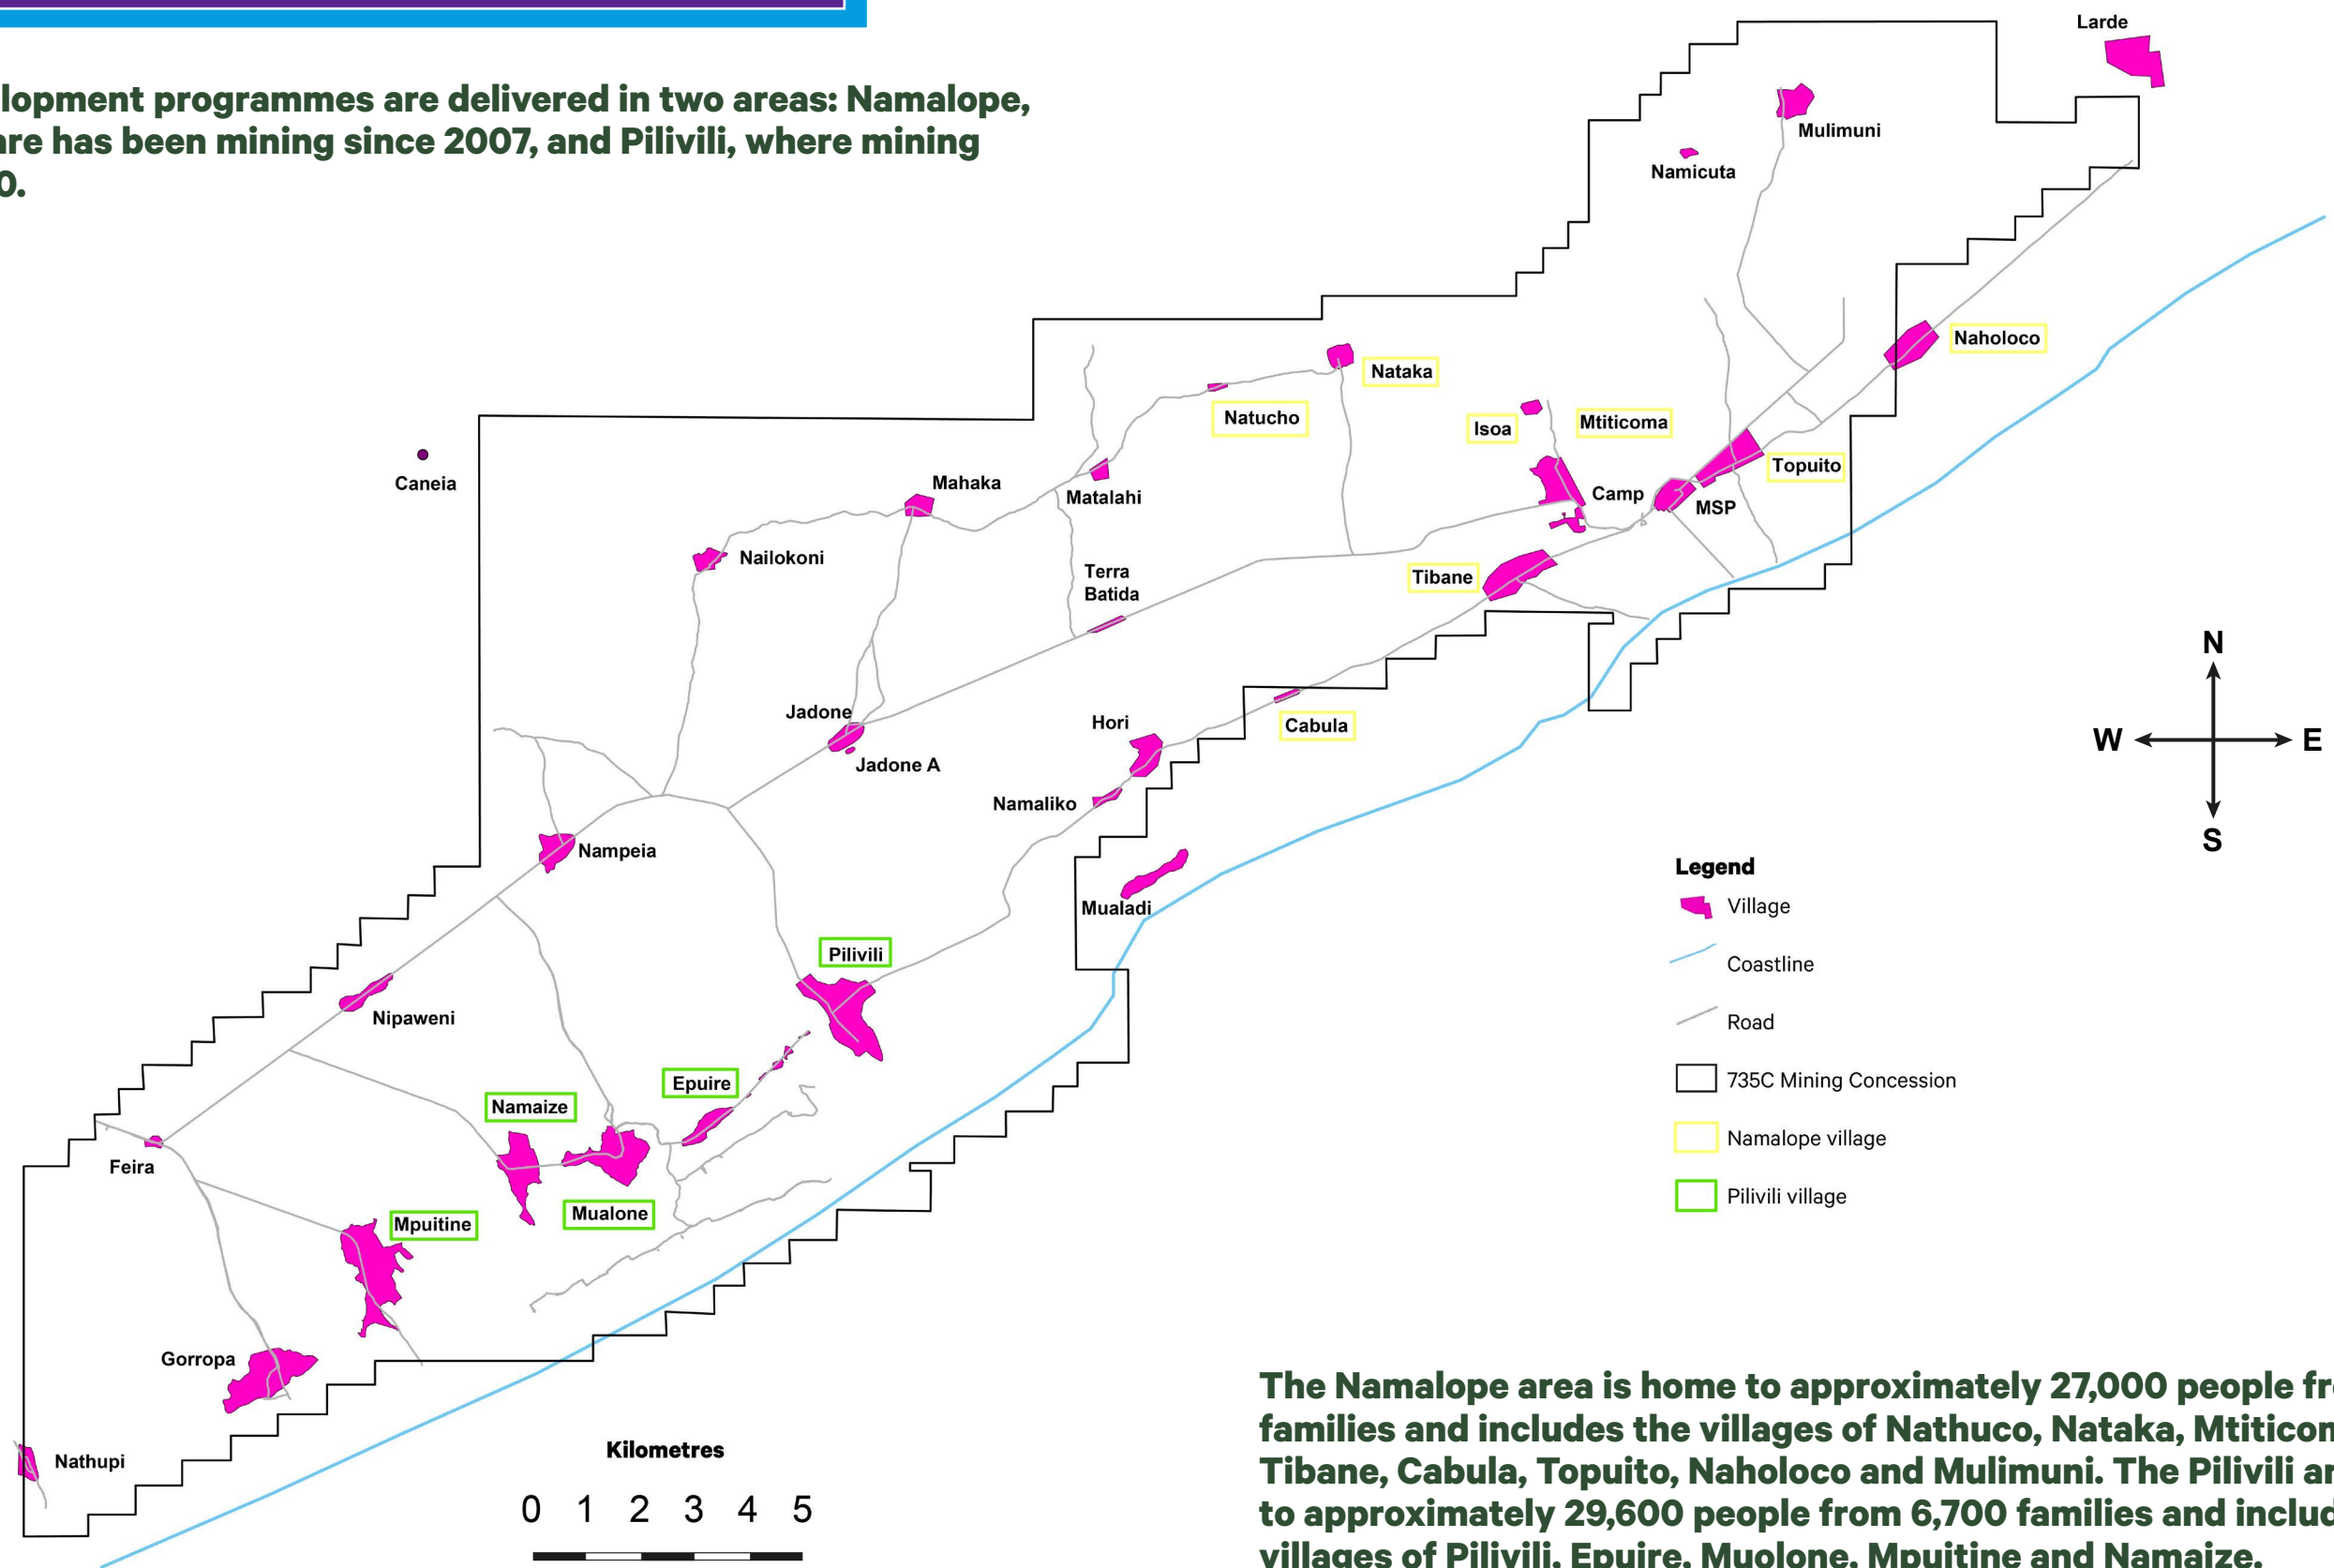 lopment programmes are delivered in two areas: Namalope,
are has been mining since 2007, and Pilivili, where mining
0.
Larde
Mulimuni
Namicuta
Naholoco
Nataka
Natucho
Isoa
Mtiticoma
Topuito
Caneia
Mahaka
Matalahi
Camp
MSP
Nailokoni
Terra
Batida
Tibane
N
W E
S
Jadone
Hori
Cabula
Jadone A
Namaliko
Nampeia
Mualadi
Pilivili
Nipaweni
Epuire
Namaize
Feira
Mualone
Mpuitine
Gorropa
Nathupi
Legend
Village
Coastline
Road
735C Mining Concession
Namalope village
Pilivili village
Kilometres
0 1 2 3 4 5
The Namalope area is home to approximately 27,000 people fr
families and includes the villages of Nathuco, Nataka, Mtiticom
Tibane, Cabula, Topuito, Naholoco and Mulimuni. The Pilivili ar
to approximately 29,600 people from 6,700 families and includ
villages of Pilivili, Epuire, Muolone, Mpuitine and Namaize.